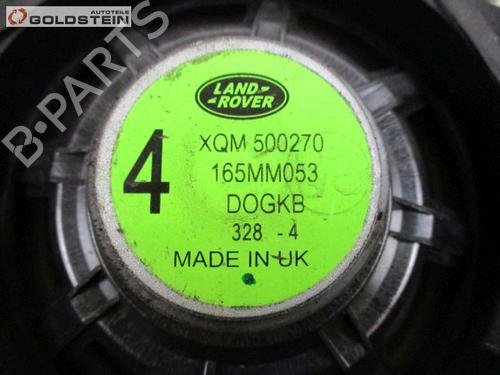 AUTOTEILE
GOLDSTEIN
LAND-
ROVER
4
XQM 500270
165MM053
DOGKB
328 -4
MADE IN UK
B-Parts